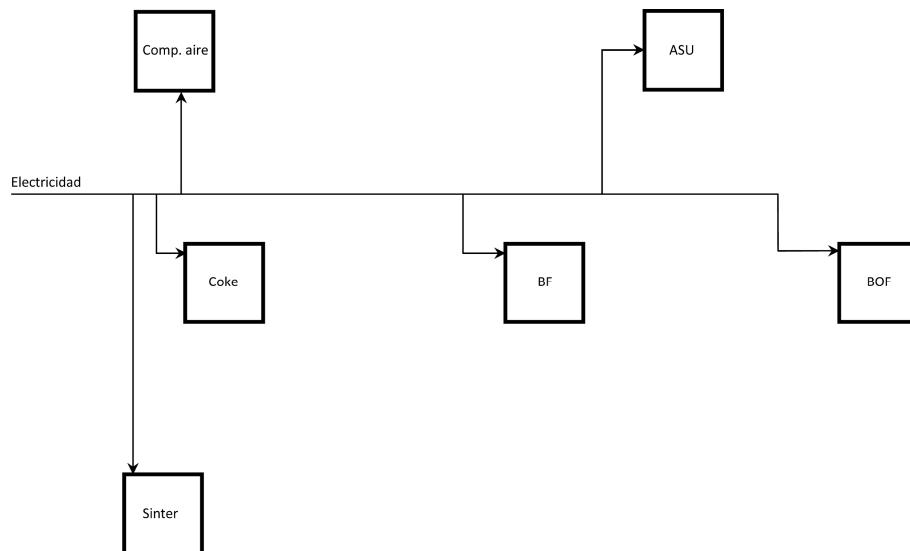 Comp. aire
ASU
Electricidad
Coke
BF
BOF
Sinter